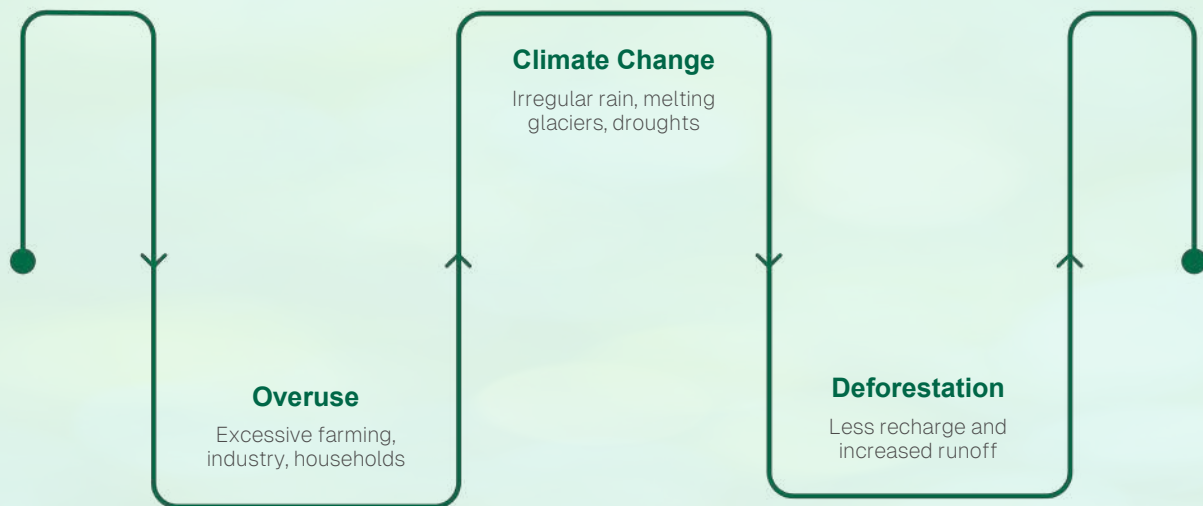 Climate Change
Irregular rain, melting
glaciers, droughts
Overuse
Excessive farming,
industry, households
Deforestation
Less recharge and
increased runoff